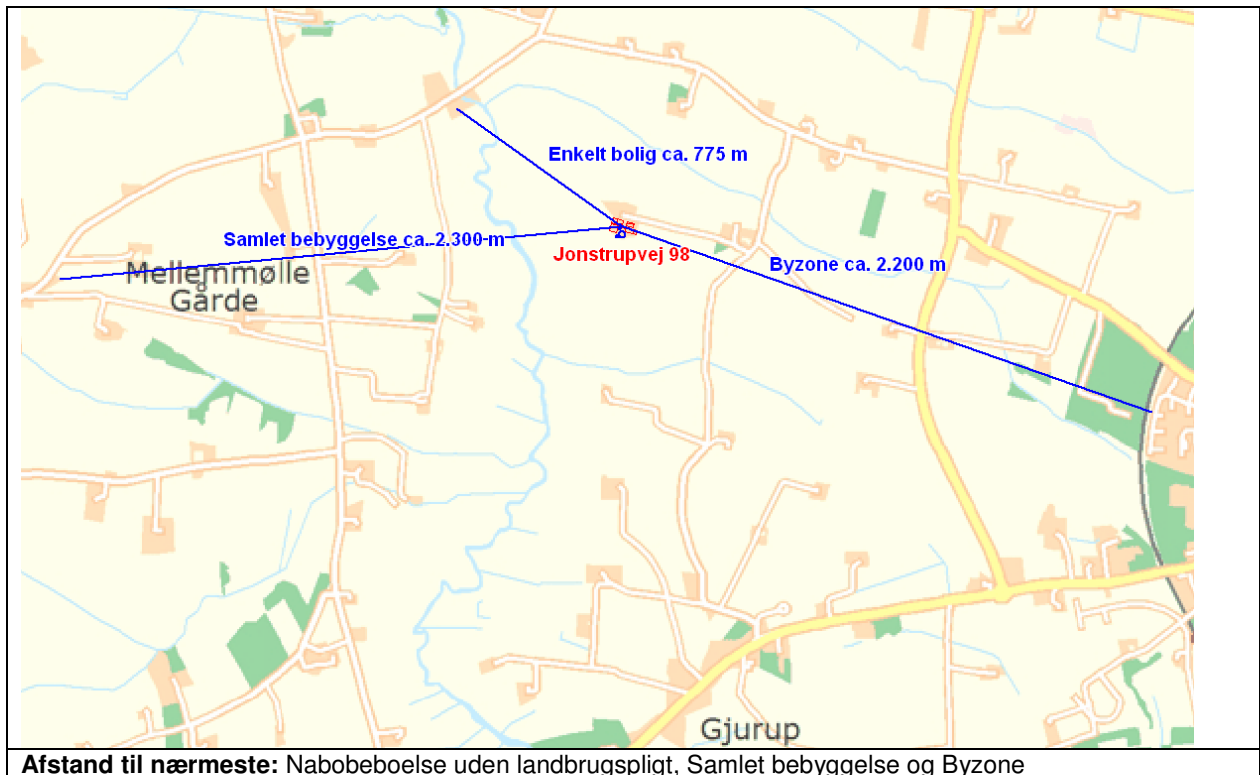 Enkelt bolig ca. 775 m
Samlet bebyggelse ca. 2.300 m
Jonstrupvej 98
Byzone ca. 2.200 m
Mellemmølle
Gårde
Gjurup
Afstand til nærmeste: Nabobeboelse uden landbrugspligt, Samlet bebyggelse og Byzone